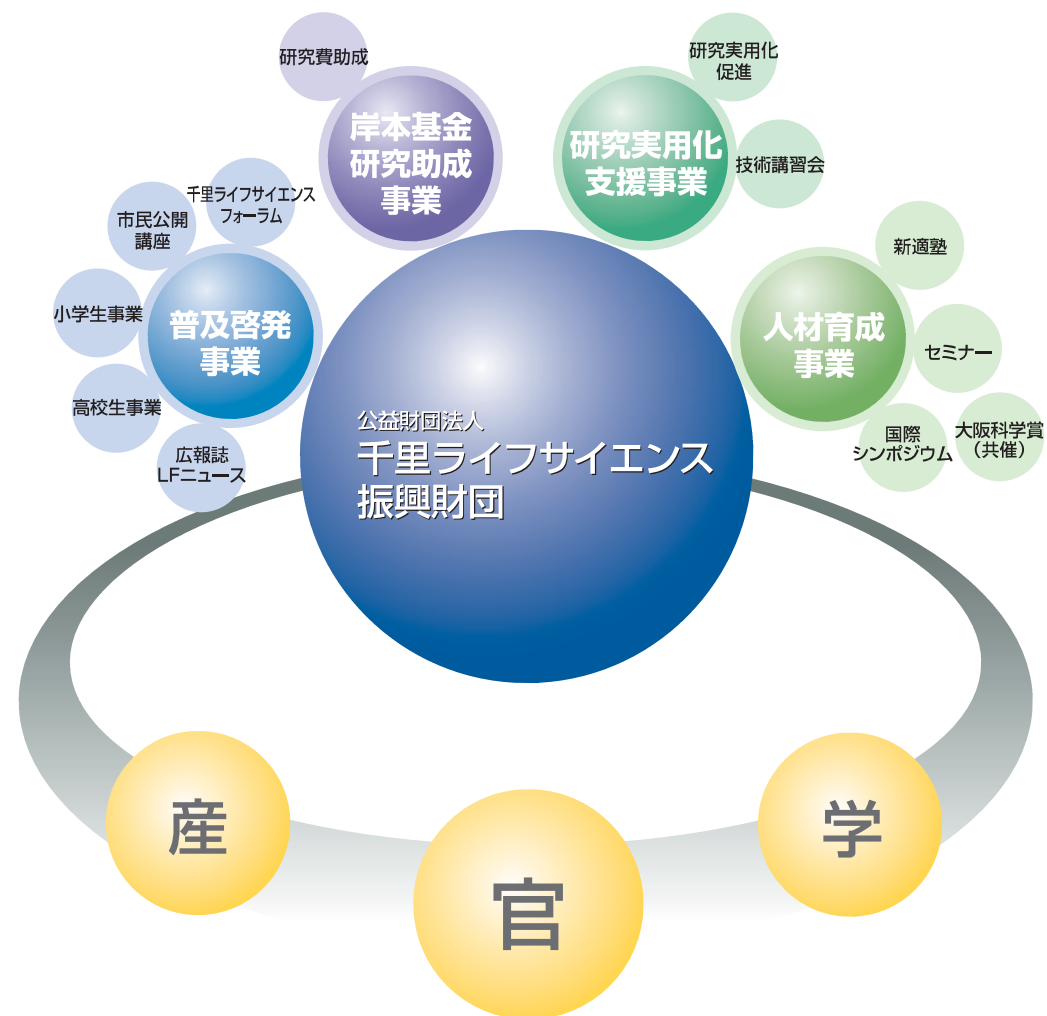 研究費助成
岸本基金
研究助成
事業
研究実用化
促進
研究実用化
支援事業
技術講習会
千里ライフサイエンス
フォーラム
市民公開
講座
小学生事業
高校生事業
広報誌
LFニュース
普及啓発
事業
新適塾
セミナー
大阪科学賞
（共催）
国際
シンポジウム
人材育成
事業
公益財団法人
千里ライフサイエンス
振興財団
産
官
学